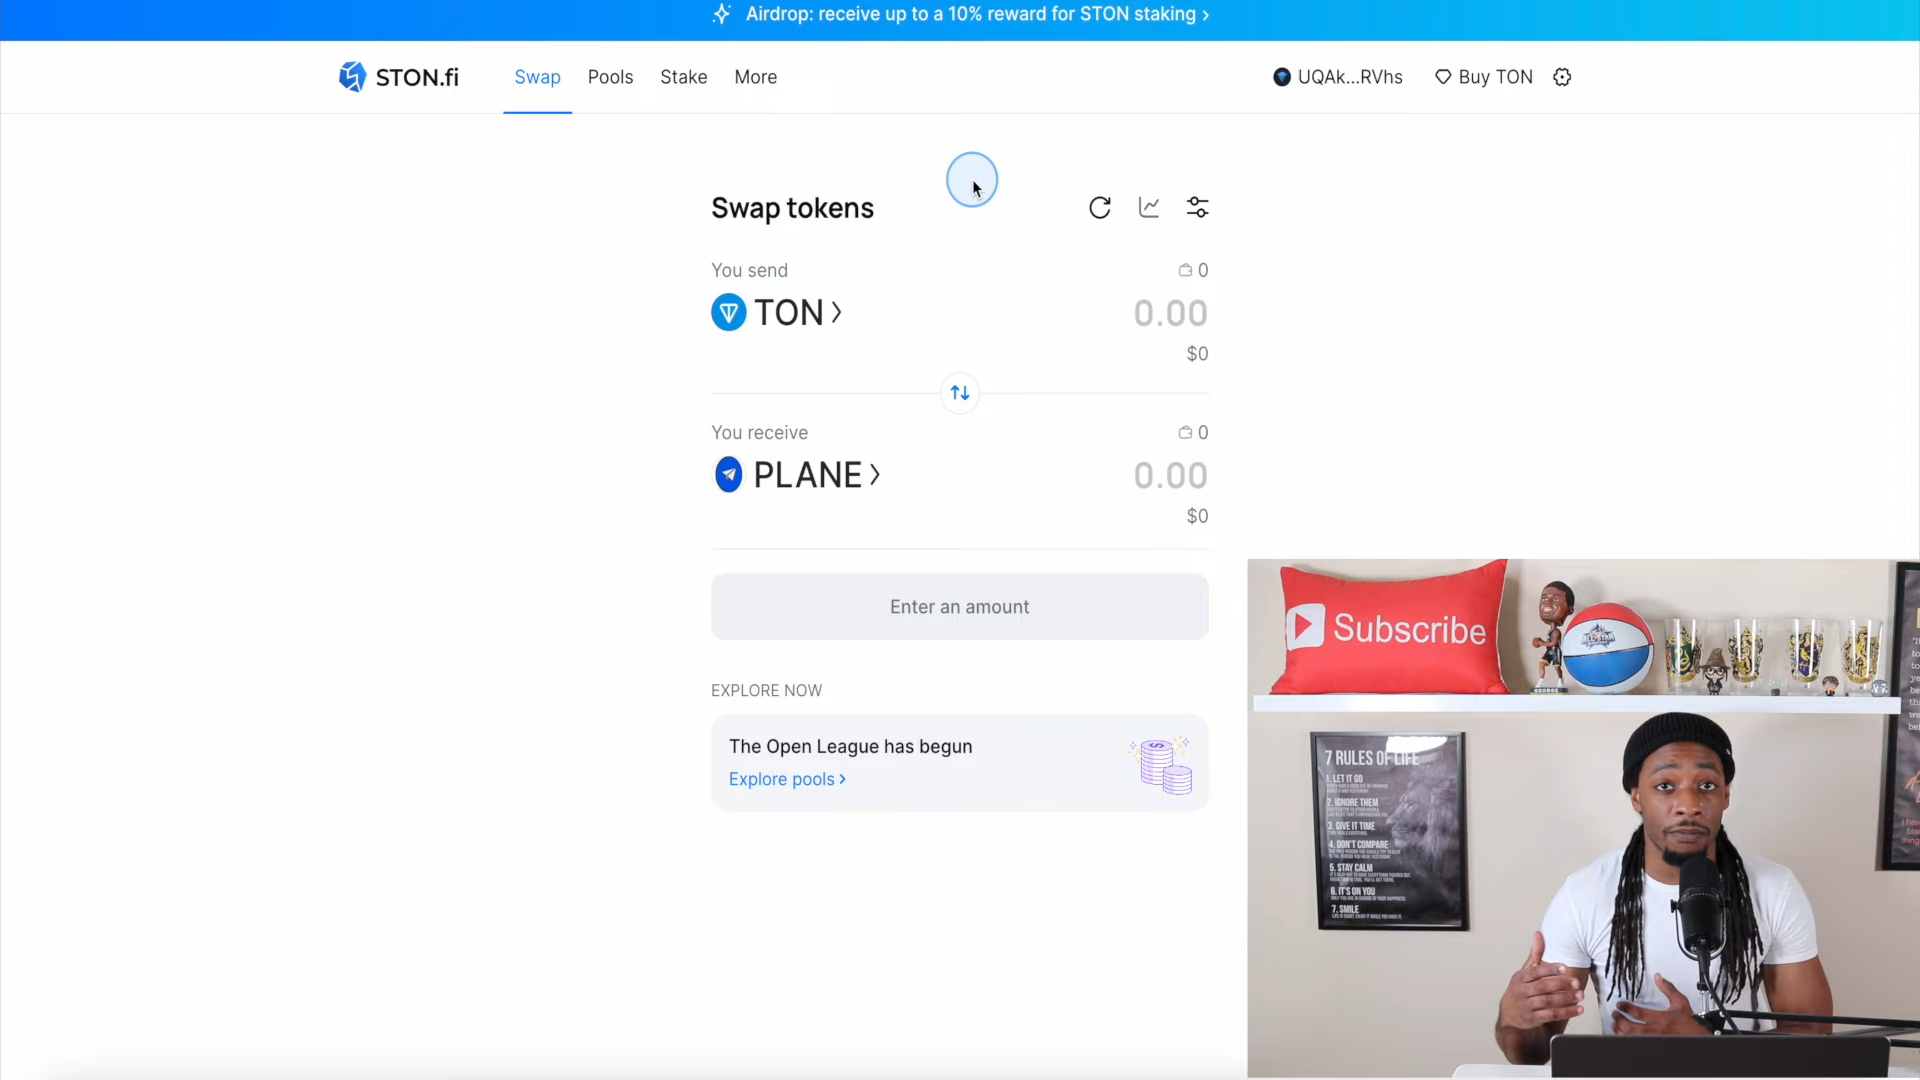 Airdrop: receive up to a 10% reward for STON staking ›
STON.fi
Swap
Pools
Stake
More
UQAk...RVhs
Buy TON
Swap tokens
You send
0
TON
0.00
$0
You receive
0
PLANE
0.00
$0
Enter an amount
EXPLORE NOW
The Open League has begun
Explore pools ›
Subscribe
GEORGE
7 RULES OF LIFE
1. LET IT GO
2. IGNORE THEM
3. GIVE IT TIME
4. DON'T COMPARE
5. STAY CALM
6. IT'S ON YOU
7. SMILE